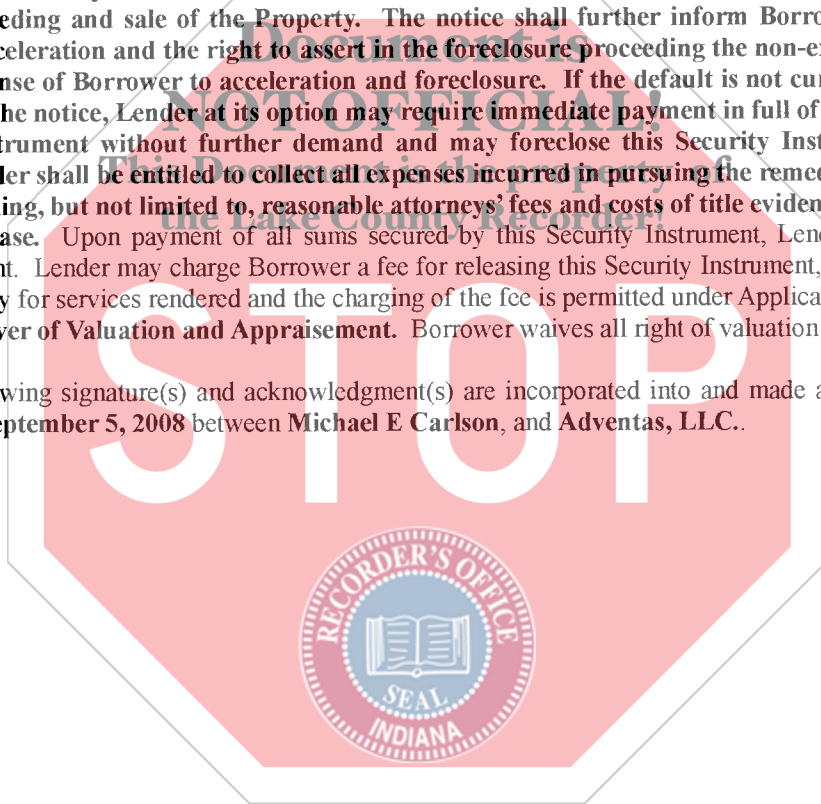 eding and sale of the Property. The notice shall further inform Borro
celeration and the right to assert in the foreclosure proceeding the non-ex
nse of Borrower to acceleration and foreclosure. If the default is not cur
he notice, Lender at its option may require immediate payment in full of
trument without further demand and may foreclose this Security Inst
er shall be entitled to collect all expenses incurred in pursuing the remed
ing, but not limited to, reasonable attorneys' fees and costs of title eviden
ase. Upon payment of all sums secured by this Security Instrument, Lend
nt. Lender may charge Borrower a fee for releasing this Security Instrument,
y for services rendered and the charging of the fee is permitted under Applica
ver of Valuation and Appraisement. Borrower waives all right of valuation
wing signature(s) and acknowledgment(s) are incorporated into and made a
eptember 5, 2008 between Michael E Carlson, and Adventas, LLC..
Document is
NOT OFFICIAL!
This Document is the property of
the Lake County Recorder!
STOP
RECORDER'S OFFICE
SEAL
INDIANA